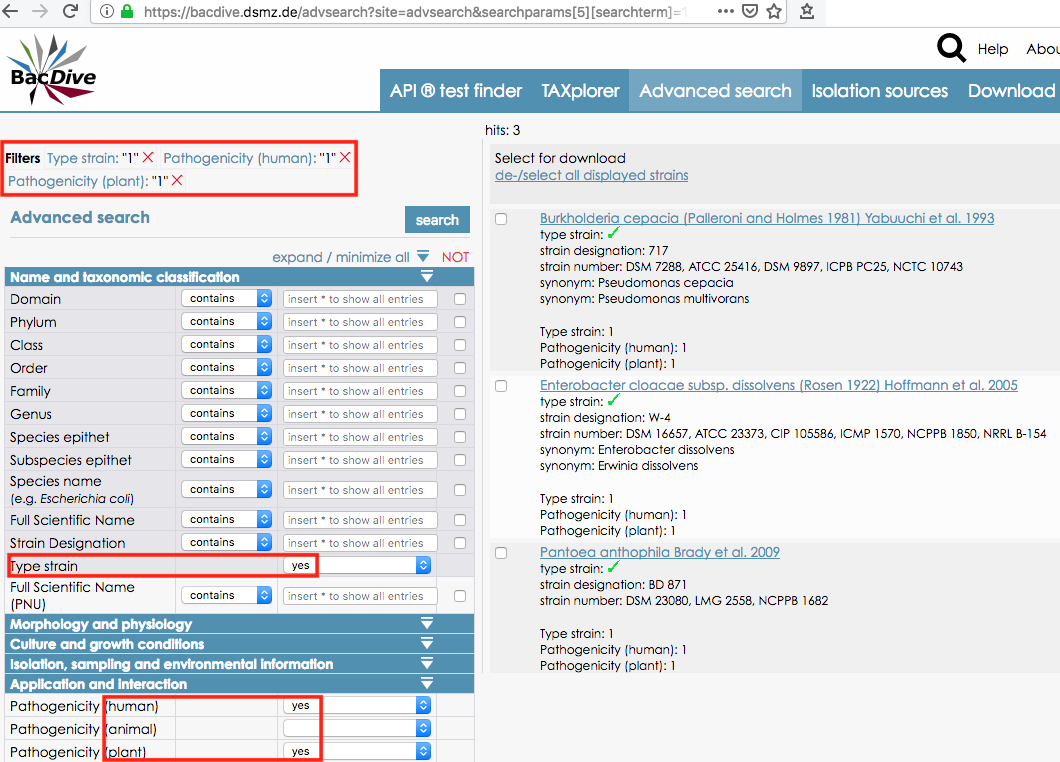 https://bacdive.dsmz.de/advsearch?site=advsearch&searchparams[5][searchterm]=1
BacDive
Help Abou
API ® test finder TAXplorer Advanced search Isolation sources Download
hits: 3
Filters Type strain: "1" Pathogenicity (human): "1"
Pathogenicity (plant): "1"
Advanced search search
expand / minimize all NOT
Name and taxonomic classification
Domain contains insert * to show all entries
Phylum contains insert * to show all entries
Class contains insert * to show all entries
Order contains insert * to show all entries
Family contains insert * to show all entries
Genus contains insert * to show all entries
Species epithet contains insert * to show all entries
Subspecies epithet contains insert * to show all entries
Species name
(e.g. Escherichia coli) contains insert * to show all entries
Full Scientific Name contains insert * to show all entries
Strain Designation contains insert * to show all entries
Type strain yes
Full Scientific Name
(PNU) contains insert * to show all entries
Morphology and physiology
Culture and growth conditions
Isolation, sampling and environmental information
Application and interaction
Pathogenicity (human) yes
Pathogenicity (animal)
Pathogenicity (plant) yes
Select for download
de-/select all displayed strains
Burkholderia cepacia (Palleroni and Holmes 1981) Yabuuchi et al. 1993
type strain: ✓
strain designation: 717
strain number: DSM 7288, ATCC 25416, DSM 9897, ICPB PC25, NCTC 10743
synonym: Pseudomonas cepacia
synonym: Pseudomonas multivorans
Type strain: 1
Pathogenicity (human): 1
Pathogenicity (plant): 1
Enterobacter cloacae subsp. dissolvens (Rosen 1922) Hoffmann et al. 2005
type strain: ✓
strain designation: W-4
strain number: DSM 16657, ATCC 23373, CIP 105586, ICMP 1570, NCPPB 1850, NRRL B-154
synonym: Enterobacter dissolvens
synonym: Erwinia dissolvens
Type strain: 1
Pathogenicity (human): 1
Pathogenicity (plant): 1
Pantoea anthophila Brady et al. 2009
type strain: ✓
strain designation: BD 871
strain number: DSM 23080, LMG 2558, NCPPB 1682
Type strain: 1
Pathogenicity (human): 1
Pathogenicity (plant): 1